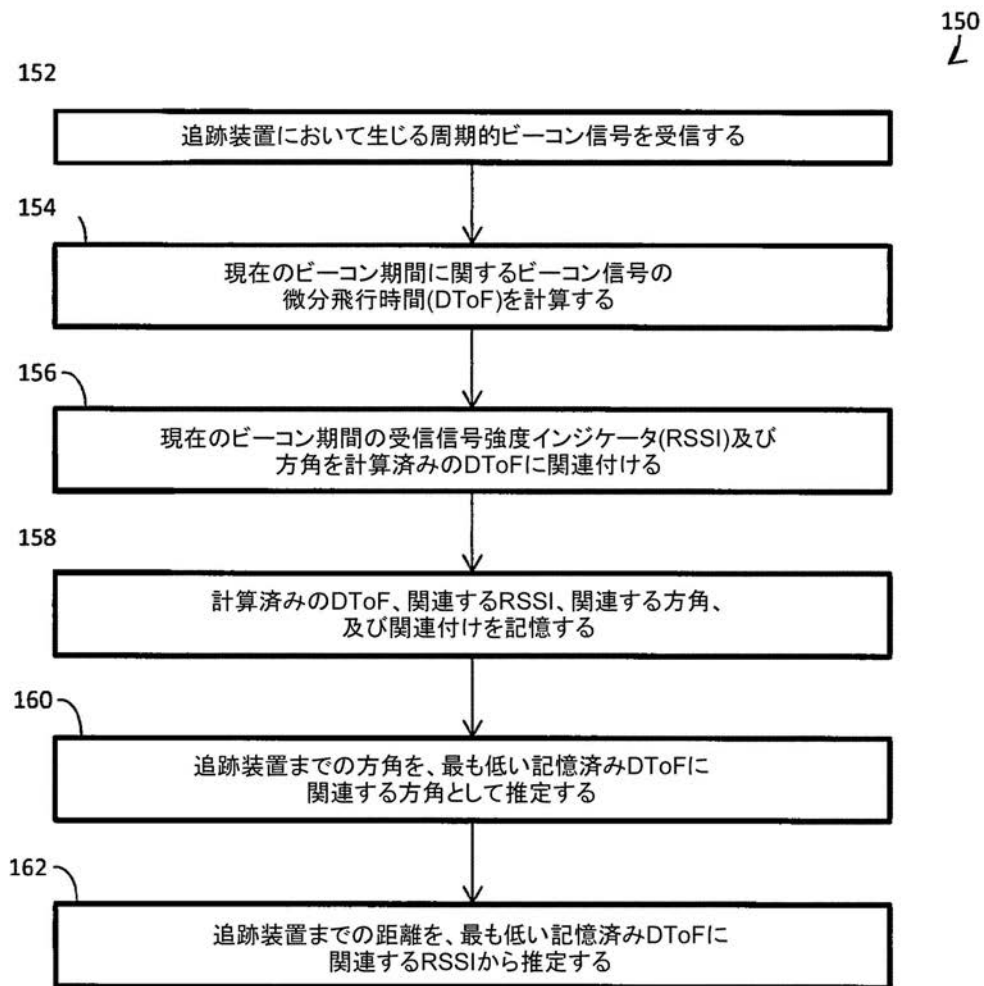 150
152
追跡装置において生じる周期的ビーコン信号を受信する
154
現在のビーコン期間に関するビーコン信号の
微分飛行時間(DToF)を計算する
156
現在のビーコン期間の受信信号強度インジケータ(RSSI)及び
方角を計算済みのDToFに関連付ける
158
計算済みのDToF、関連するRSSI、関連する方角、
及び関連付けを記憶する
160
追跡装置までの方角を、最も低い記憶済みDToFに
関連する方角として推定する
162
追跡装置までの距離を、最も低い記憶済みDToFに
関連するRSSIから推定する